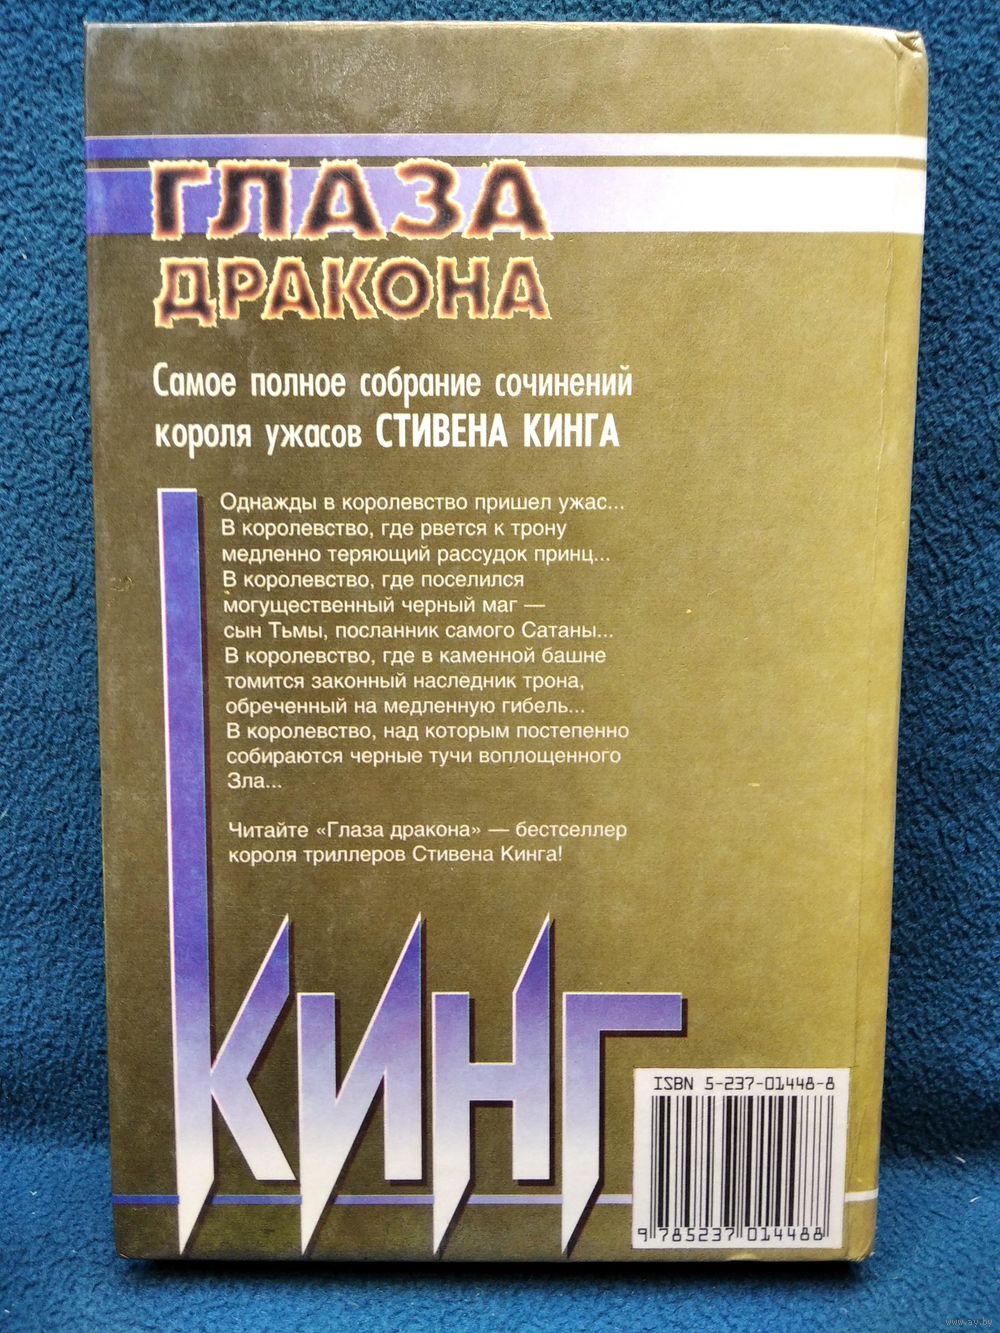 ГЛАЗА
ДРАКОНА
Самое полное собрание сочинений
короля ужасов СТИВЕНА КИНГА
Однажды в королевство пришел ужас...
В королевство, где рвется к трону
медленно теряющий рассудок принц...
В королевство, где поселился
могущественный черный маг —
сын Тьмы, посланник самого Сатаны...
В королевство, где в каменной башне
томится законный наследник трона,
обреченный на медленную гибель...
В королевство, над которым постепенно
собираются черные тучи воплощенного
Зла...
Читайте «Глаза дракона» — бестселлер
короля триллеров Стивена Кинга!
КИНГ
ISBN 5-237-01448-8
9 785237 014488
www.ay.by